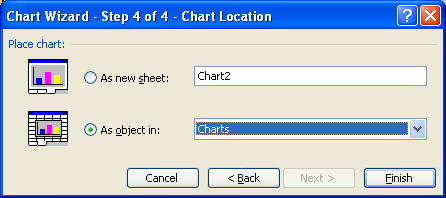 Chart Wizard - Step 4 of 4 - Chart Location
Place chart:
As new sheet: Chart2
As object in: Charts
Cancel < Back Next > Finish